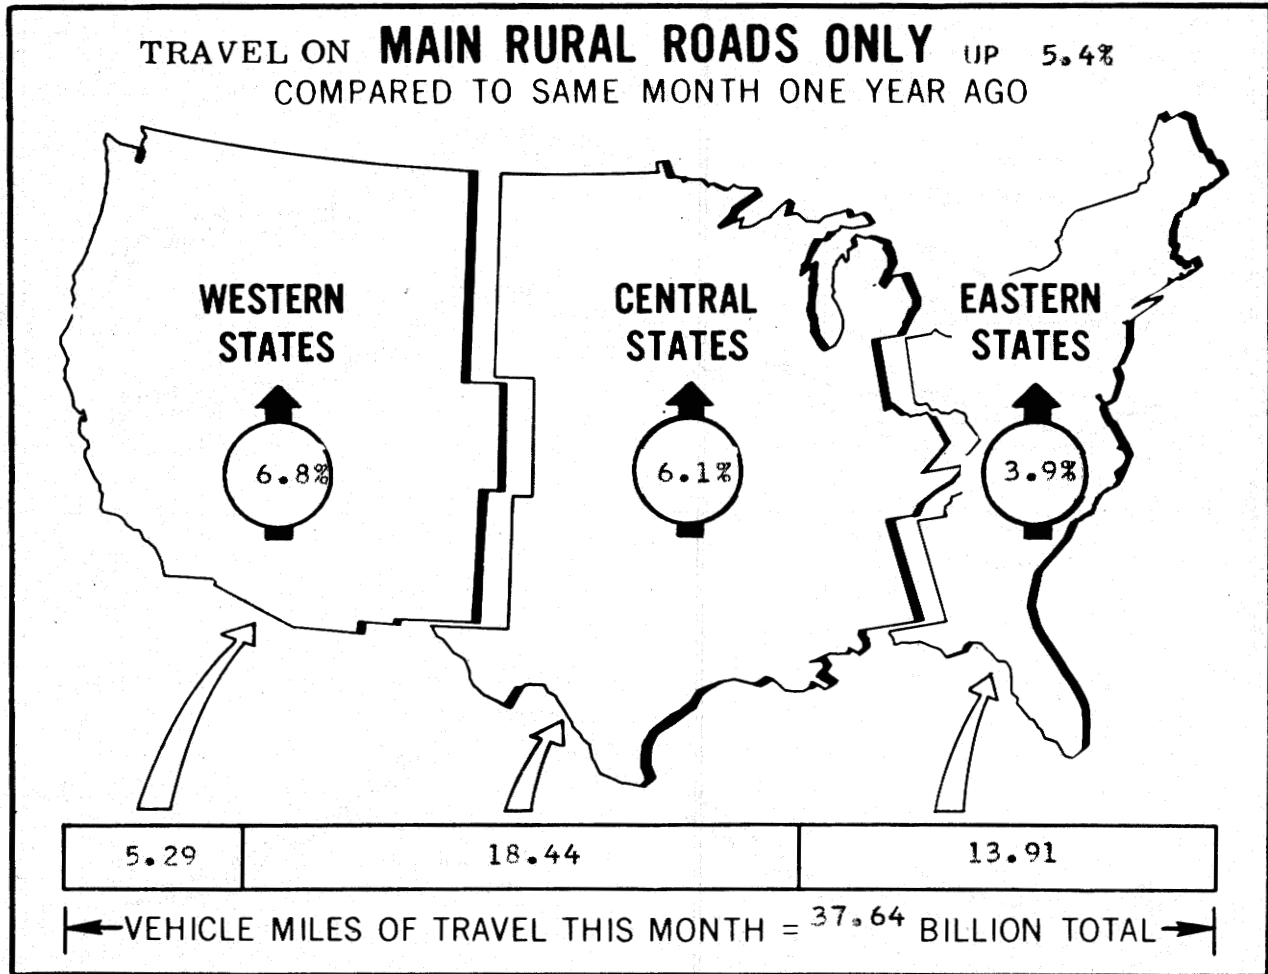 TRAVEL ON MAIN RURAL ROADS ONLY UP 5.4%
COMPARED TO SAME MONTH ONE YEAR AGO
WESTERN
STATES
CENTRAL
STATES
EASTERN
STATES
6.8%
6.1%
3.9%
5.29
18.44
13.91
VEHICLE MILES OF TRAVEL THIS MONTH = 37.64 BILLION TOTAL